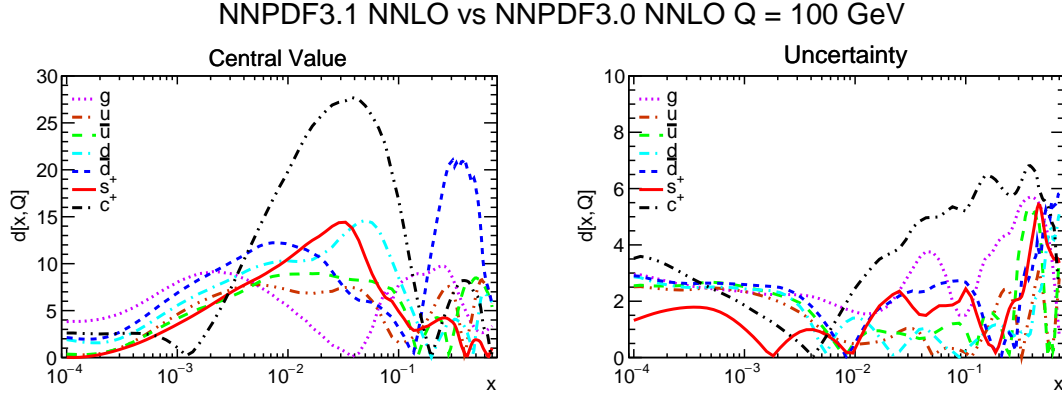 NNPDF3.1 NNLO vs NNPDF3.0 NNLO Q = 100 GeV
Central Value
d[x,Q]
30
25
20
15
10
5
0
g
u
u̅
d
d̅
s⁺
c⁺
10⁻⁴ 10⁻³ 10⁻² 10⁻¹ x
Uncertainty
d[x,Q]
10
8
6
4
2
0
g
u
u̅
d
d̅
s⁺
c⁺
10⁻⁴ 10⁻³ 10⁻² 10⁻¹ x